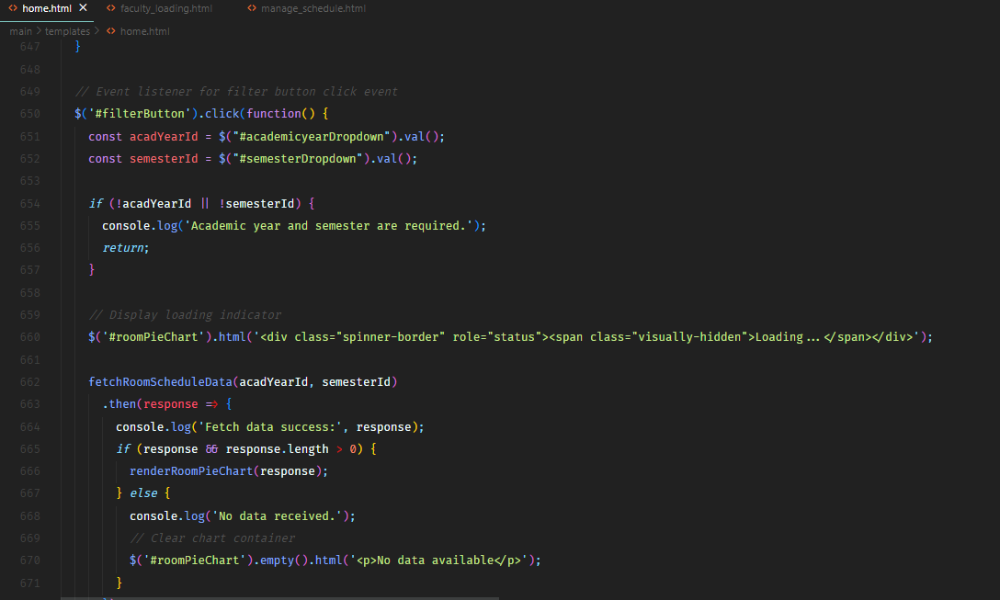 home.html
faculty_loading.html
manage_schedule.html
main > templates > home.html
647 }
648
649 // Event listener for filter button click event
650 $('#filterButton').click(function() {
651 const acadYearId = $("#academicyearDropdown").val();
652 const semesterId = $("#semesterDropdown").val();
653
654 if (!acadYearId || !semesterId) {
655 console.log('Academic year and semester are required.');
656 return;
657 }
658
659 // Display loading indicator
660 $('#roomPieChart').html('<div class="spinner-border" role="status"><span class="visually-hidden">Loading...</span></div>');
661
662 fetchRoomScheduleData(acadYearId, semesterId)
663 .then(response => {
664 console.log('Fetch data success:', response);
665 if (response && response.length > 0) {
666 renderRoomPieChart(response);
667 } else {
668 console.log('No data received.');
669 // Clear chart container
670 $('#roomPieChart').empty().html('<p>No data available</p>');
671 }